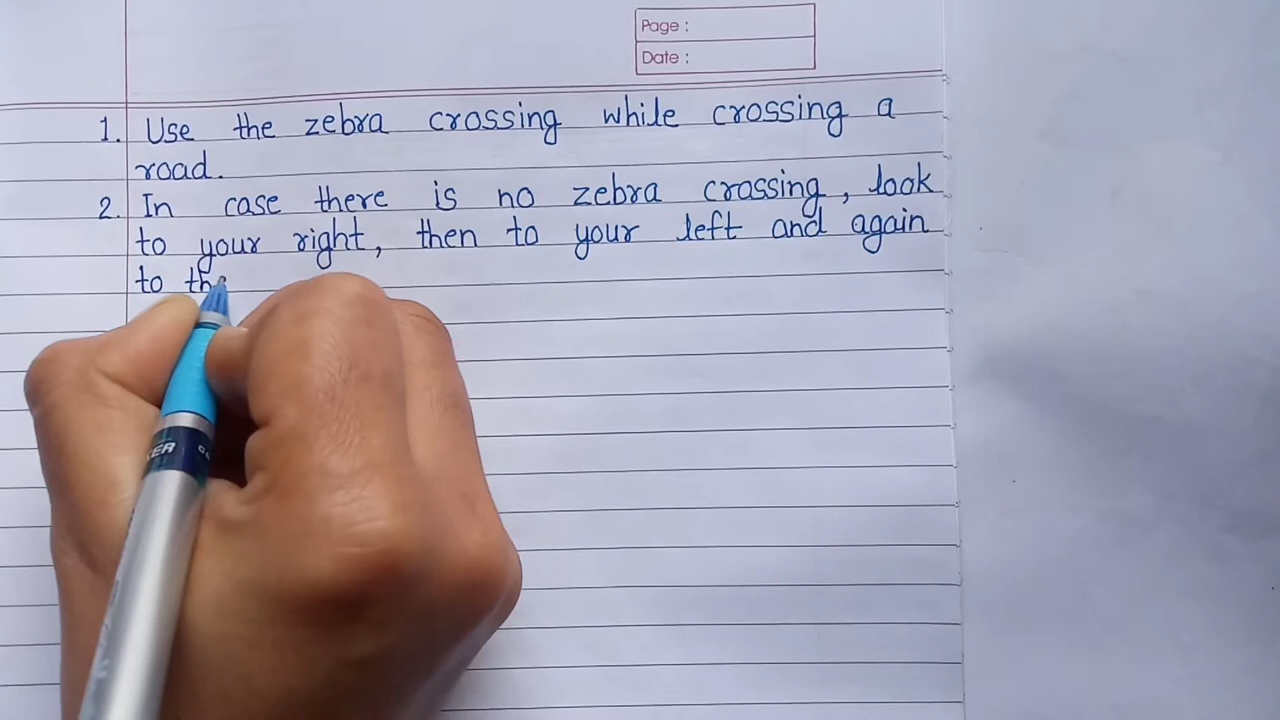 Page :
Date :
1. Use the zebra crossing while crossing a
road.
2. In case there is no zebra crossing, look
to your right, then to your left and again
to